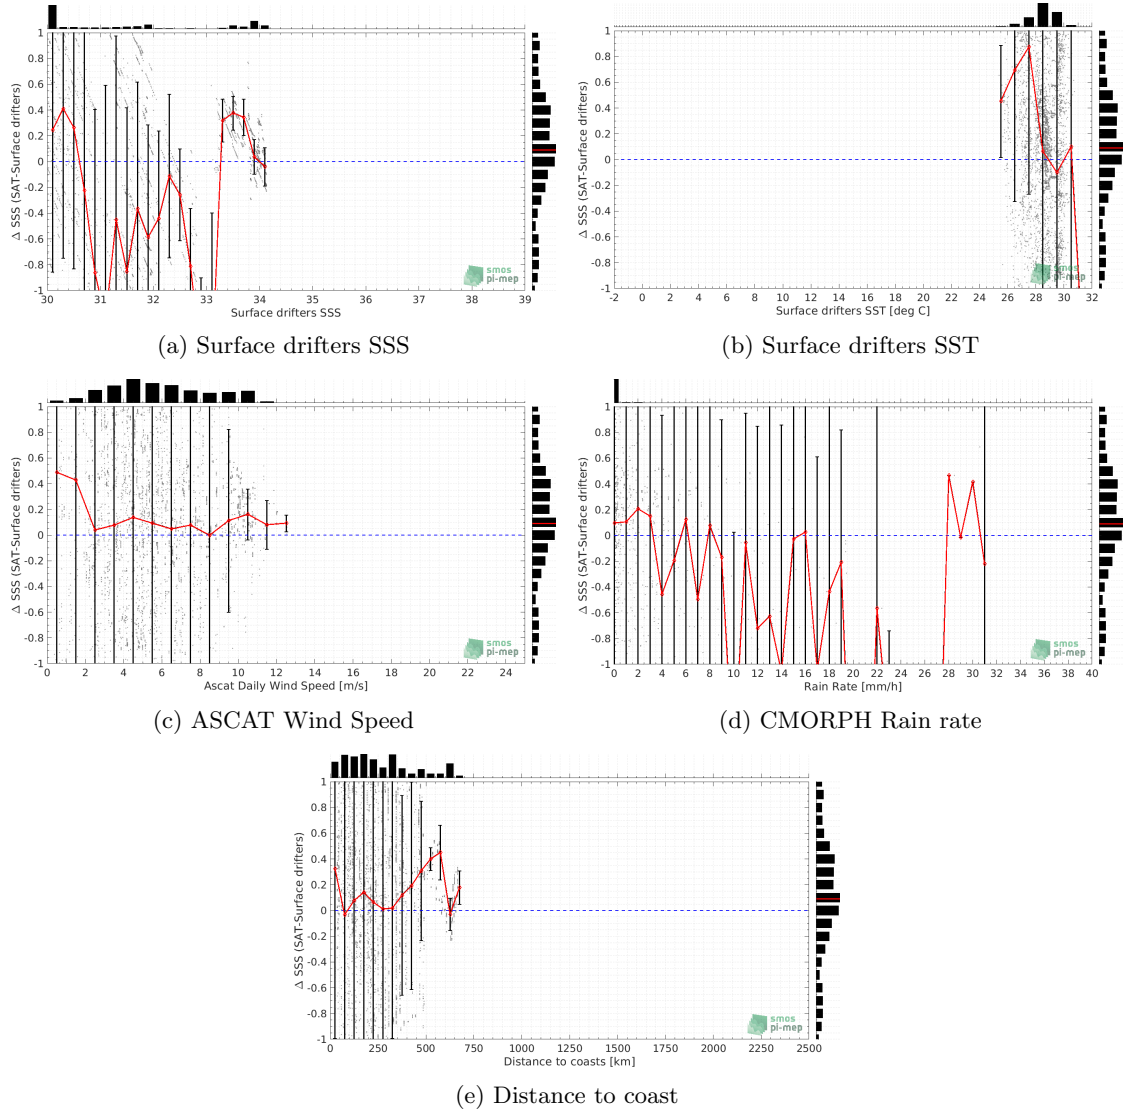 1
0.8
0.6
0.4
0.2
0
-0.2
-0.4
-0.6
-0.8
-1
Δ SSS (SAT-Surface drifters)
30 31 32 33 34 35 36 37 38 39
Surface drifters SSS
smos
pi-mep
(a) Surface drifters SSS
1
0.8
0.6
0.4
0.2
0
-0.2
-0.4
-0.6
-0.8
-1
Δ SSS (SAT-Surface drifters)
-2 0 2 4 6 8 10 12 14 16 18 20 22 24 26 28 30 32
Surface drifters SST [deg C]
smos
pi-mep
(b) Surface drifters SST
1
0.8
0.6
0.4
0.2
0
-0.2
-0.4
-0.6
-0.8
-1
Δ SSS (SAT-Surface drifters)
0 2 4 6 8 10 12 14 16 18 20 22 24
Ascat Daily Wind Speed [m/s]
smos
pi-mep
(c) ASCAT Wind Speed
1
0.8
0.6
0.4
0.2
0
-0.2
-0.4
-0.6
-0.8
-1
Δ SSS (SAT-Surface drifters)
0 2 4 6 8 10 12 14 16 18 20 22 24 26 28 30 32 34 36 38 40
Rain Rate [mm/h]
smos
pi-mep
(d) CMORPH Rain rate
1
0.8
0.6
0.4
0.2
0
-0.2
-0.4
-0.6
-0.8
-1
Δ SSS (SAT-Surface drifters)
0 250 500 750 1000 1250 1500 1750 2000 2250 2500
Distance to coasts [km]
smos
pi-mep
(e) Distance to coast